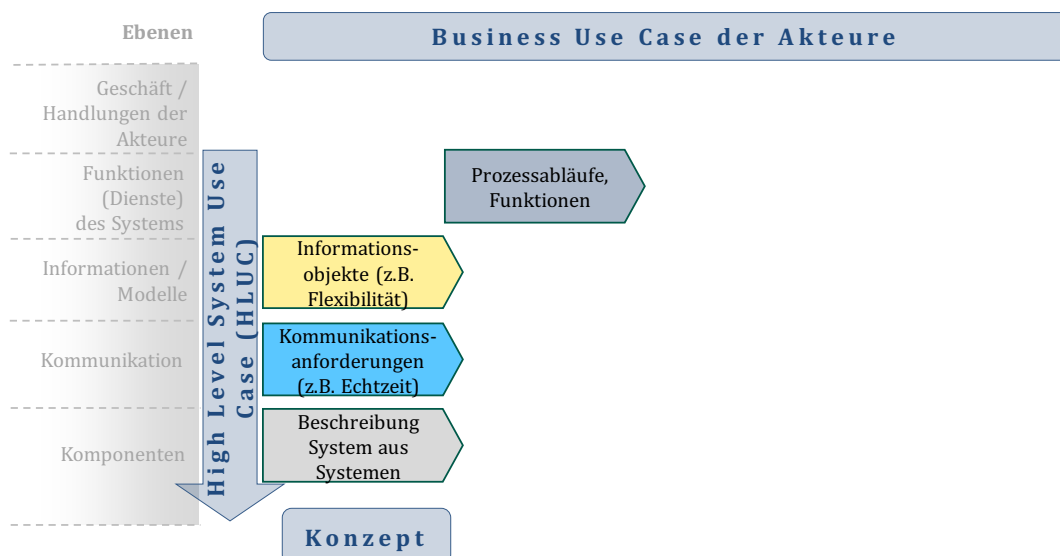 Ebenen
Business Use Case der Akteure
Geschäft /
Handlungen der
Akteure
Funktionen
(Dienste)
des Systems
Informationen /
Modelle
Kommunikation
Komponenten
High Level System Use
Case (HLUC)
Prozessabläufe,
Funktionen
Informations-
objekte (z.B.
Flexibilität)
Kommunikations-
anforderungen
(z.B. Echtzeit)
Beschreibung
System aus
Systemen
Konzept